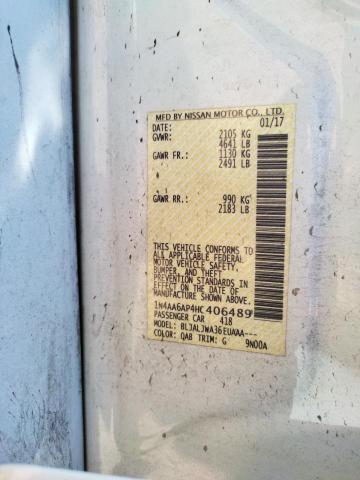 MFD BY NISSAN MOTOR CO., LTD.
DATE: 01/17
GVWR: 2105 KG
4641 LB
GAWR FR.: 1130 KG
2491 LB
GAWR RR.: 990 KG
2183 LB
THIS VEHICLE CONFORMS TO
ALL APPLICABLE FEDERAL
MOTOR VEHICLE SAFETY,
BUMPER, AND THEFT
PREVENTION STANDARDS IN
EFFECT ON THE DATE OF
MANUFACTURE SHOWN ABOVE.
1N4AA6AP4HC406489
PASSENGER CAR 418
MODEL: BLJALJWA36EUAAA---
COLOR: QAB TRIM: G 9N00A